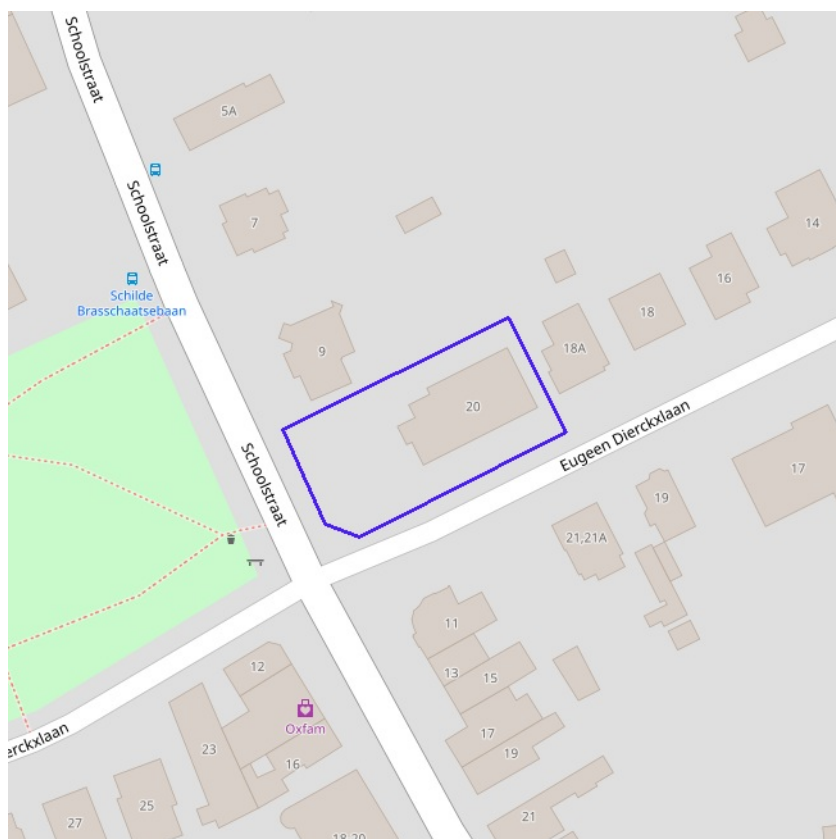 Schoolstraat
5A
Schoolstraat
7
14
16
Schilde
Brasschaatsebaan
18
9
18A
20
Eugeen Dierckxlaan
Schoolstraat
17
19
21,21A
11
12
13
15
Oxfam
17
23
erckxlaan
16
19
25
27
21
18-20